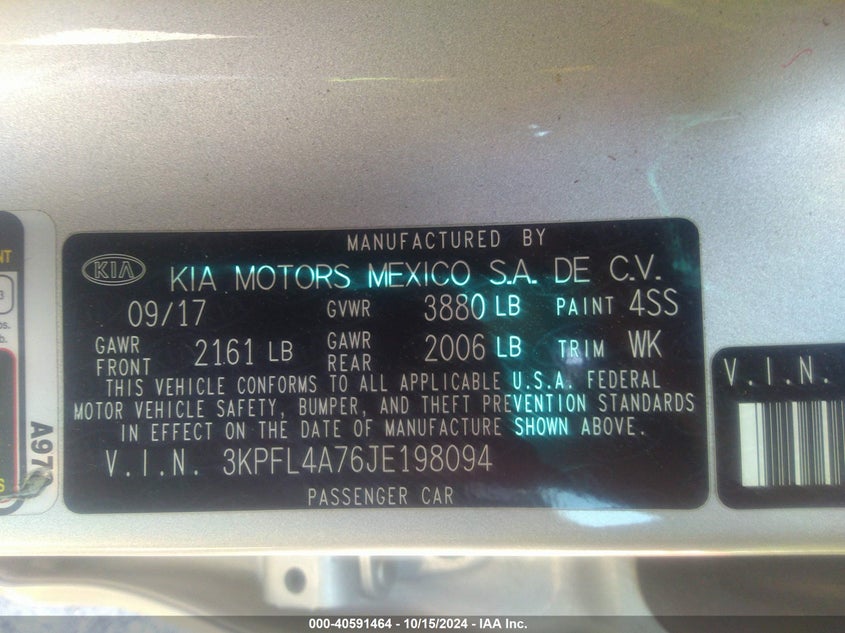 MANUFACTURED BY
KIA
KIA MOTORS MEXICO S.A. DE C.V.
09/17 GVWR 3880 LB PAINT 4SS
GAWR FRONT 2161 LB GAWR REAR 2006 LB TRIM WK
THIS VEHICLE CONFORMS TO ALL APPLICABLE U.S.A. FEDERAL
MOTOR VEHICLE SAFETY, BUMPER, AND THEFT PREVENTION STANDARDS
IN EFFECT ON THE DATE OF MANUFACTURE SHOWN ABOVE.
V.I.N. 3KPFL4A76JE198094
PASSENGER CAR
V.I.N.
000-40591464 - 10/15/2024 - IAA Inc.